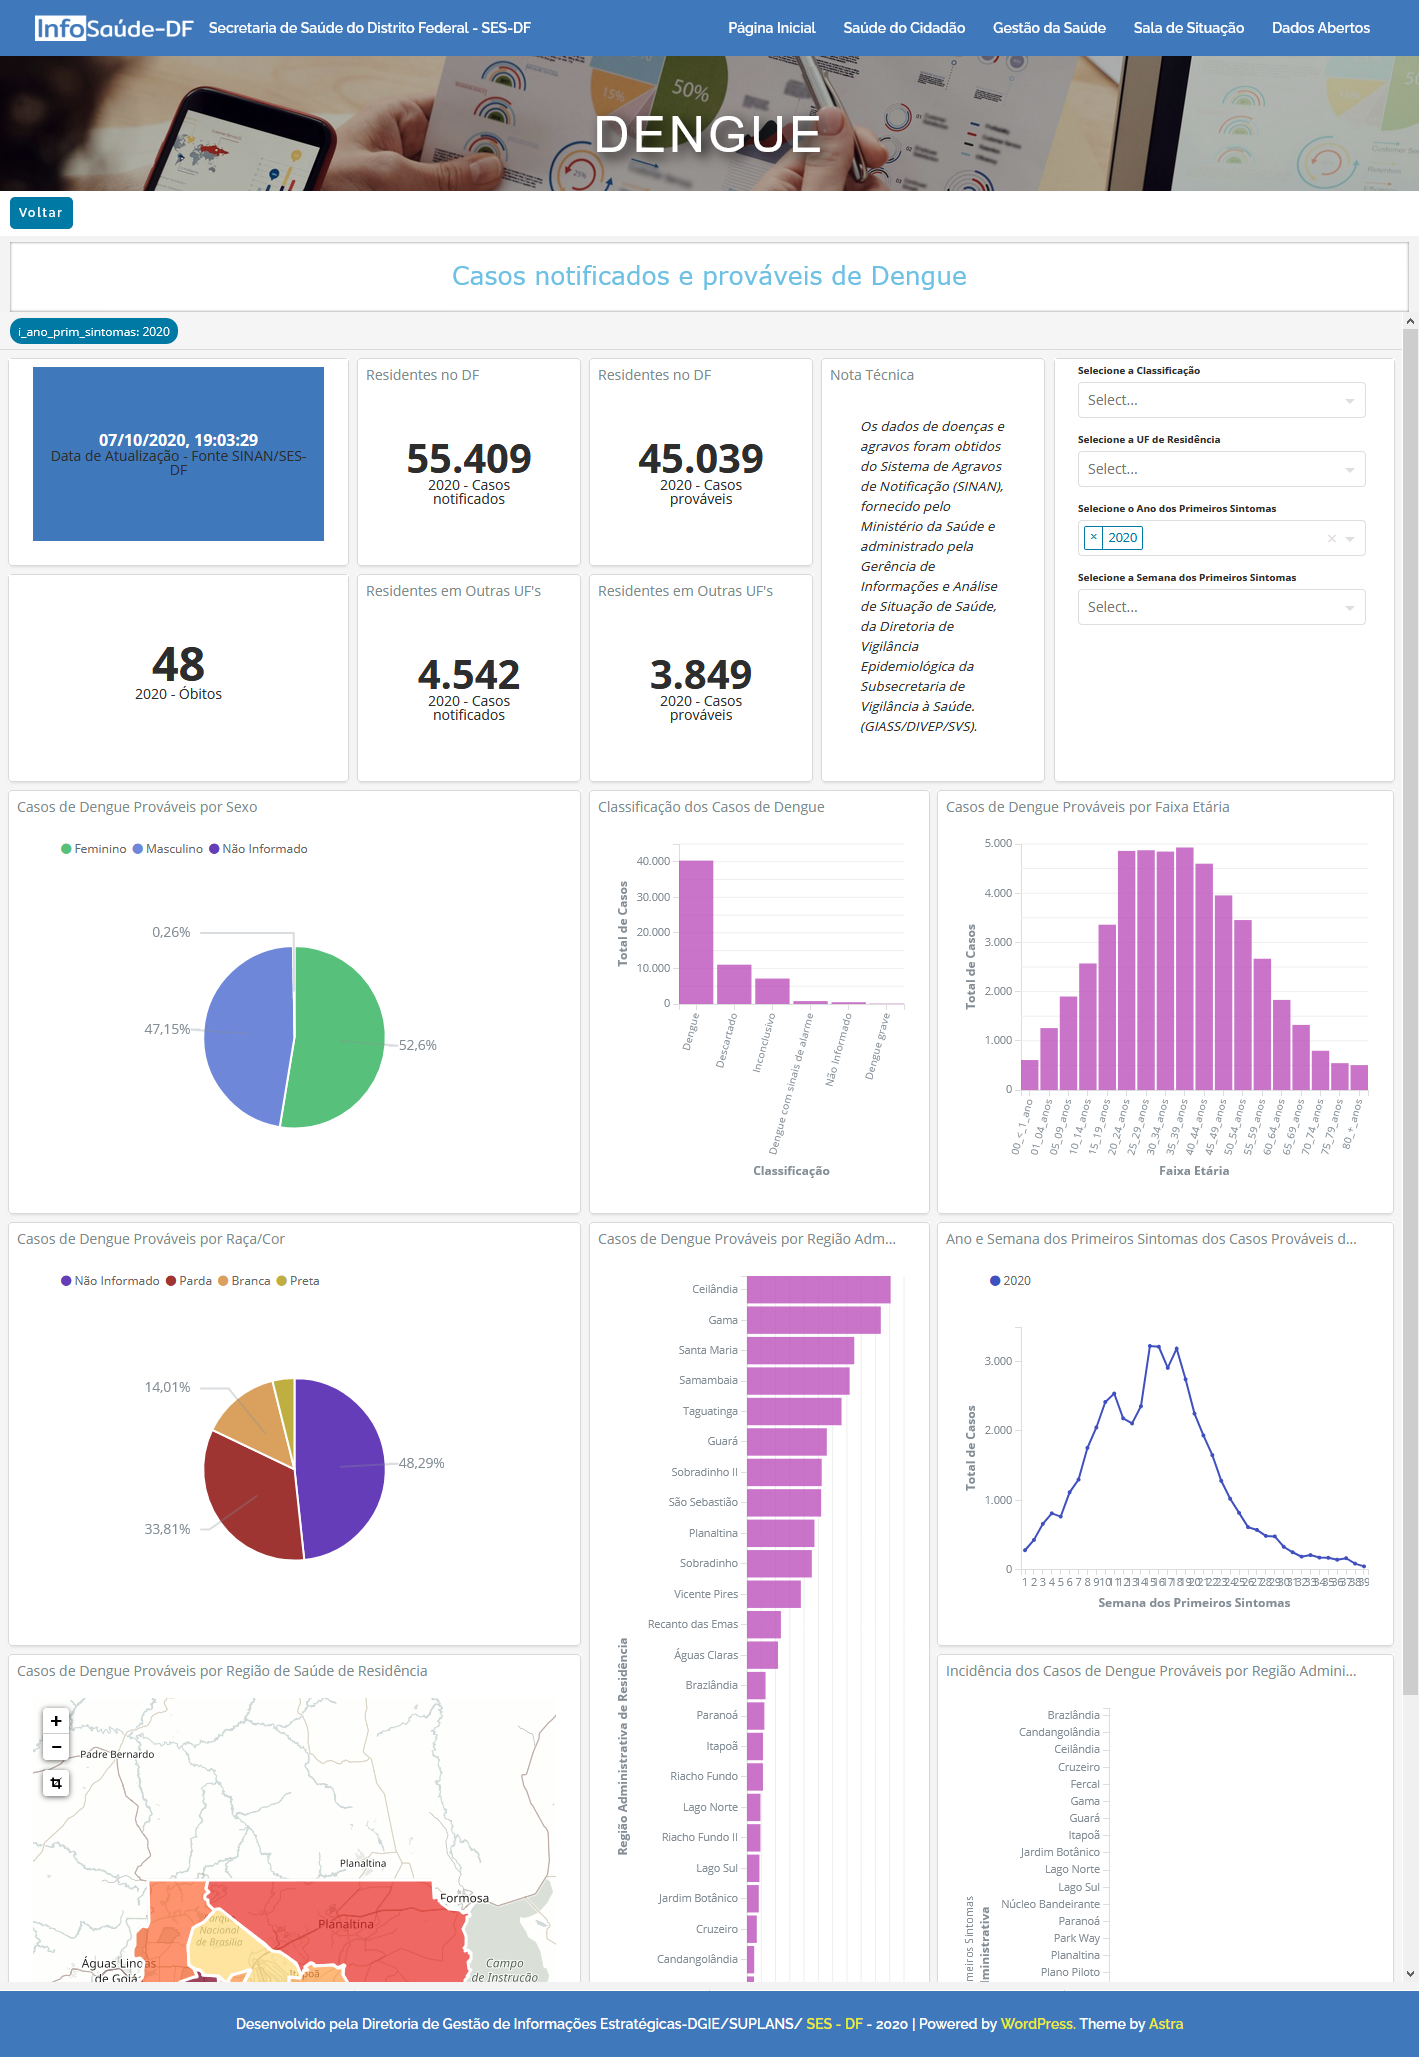 InfoSaúde-DF
Secretaria de Saúde do Distrito Federal - SES-DF
Página Inicial
Saúde do Cidadão
Gestão da Saúde
Sala de Situação
Dados Abertos
15%
50%
25%
DENGUE
Voltar
Casos notificados e prováveis de Dengue
i_ano_prim_sintomas: 2020
07/10/2020, 19:03:29
Data de Atualização - Fonte SINAN/SES-
DF
Residentes no DF
55.409
2020 - Casos
notificados
Residentes no DF
45.039
2020 - Casos
prováveis
Nota Técnica
Os dados de doenças e
agravos foram obtidos
do Sistema de Agravos
de Notificação (SINAN),
fornecido pelo
Ministério da Saúde e
administrado pela
Gerência de
Informações e Análise
de Situação de Saúde,
da Diretoria de
Vigilância
Epidemiológica da
Subsecretaria de
Vigilância à Saúde.
(GIASS/DIVEP/SVS).
Selecione a Classificação
Select...
Selecione a UF de Residência
Select...
Selecione o Ano dos Primeiros Sintomas
× 2020
Selecione a Semana dos Primeiros Sintomas
Select...
48
2020 - Óbitos
Residentes em Outras UF's
4.542
2020 - Casos
notificados
Residentes em Outras UF's
3.849
2020 - Casos
prováveis
Casos de Dengue Prováveis por Sexo
Feminino
Masculino
Não Informado
0,26%
47,15%
52,6%
Classificação dos Casos de Dengue
Total de Casos
40.000
30.000
20.000
10.000
0
Dengue
Descartado
Inconclusivo
Dengue com sinais de alarme
Não Informado
Dengue grave
Classificação
Casos de Dengue Prováveis por Faixa Etária
Total de Casos
5.000
4.000
3.000
2.000
1.000
0
00_<_1_ano
01_04_anos
05_09_anos
10_14_anos
15_19_anos
20_24_anos
25_29_anos
30_34_anos
35_39_anos
40_44_anos
45_49_anos
50_54_anos
55_59_anos
60_64_anos
65_69_anos
70_74_anos
75_79_anos
80_+_anos
Faixa Etária
Casos de Dengue Prováveis por Raça/Cor
Não Informado
Parda
Branca
Preta
14,01%
48,29%
33,81%
Casos de Dengue Prováveis por Região Adm...
Região Administrativa de Residência
Ceilândia
Gama
Santa Maria
Samambaia
Taguatinga
Guará
Sobradinho II
São Sebastião
Planaltina
Sobradinho
Vicente Pires
Recanto das Emas
Águas Claras
Brazlândia
Paranoá
Itapoã
Riacho Fundo
Lago Norte
Riacho Fundo II
Lago Sul
Jardim Botânico
Cruzeiro
Candangolândia
Ano e Semana dos Primeiros Sintomas dos Casos Prováveis d...
2020
Total de Casos
3.000
2.000
1.000
0
1 2 3 4 5 6 7 8 9 10 11 12 13 14 15 16 17 18 19 20 21 22 23 24 25 26 27 28 29 30 31 32 33 34 35 36 37 38 39
Semana dos Primeiros Sintomas
Casos de Dengue Prováveis por Região de Saúde de Residência
+
−
Padre Bernardo
Planaltina
Formosa
Planaltina
Parque
Nacional
de Brasília
Itapoã
Águas Lindas
de Goiás
Campo
de Instrução
Incidência dos Casos de Dengue Prováveis por Região Admini...
Brazlândia
Candangolândia
Ceilândia
Cruzeiro
Fercal
Gama
Guará
Itapoã
Jardim Botânico
Lago Norte
Lago Sul
Núcleo Bandeirante
Paranoá
Park Way
Planaltina
Plano Piloto
meiros Sintomas
dministrativa
Desenvolvido pela Diretoria de Gestão de Informações Estratégicas-DGIE/SUPLANS/ SES - DF - 2020 | Powered by WordPress. Theme by Astra